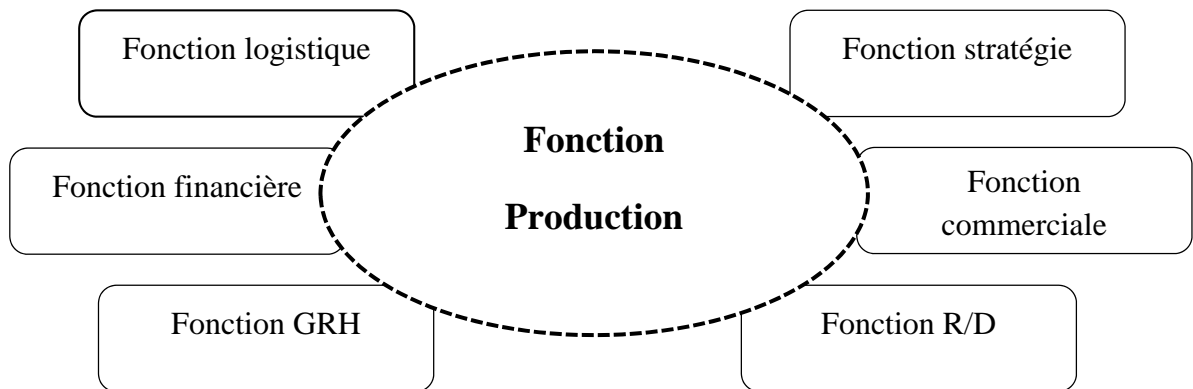 Fonction logistique
Fonction stratégie
Fonction
Production
Fonction financière
Fonction
commerciale
Fonction GRH
Fonction R/D